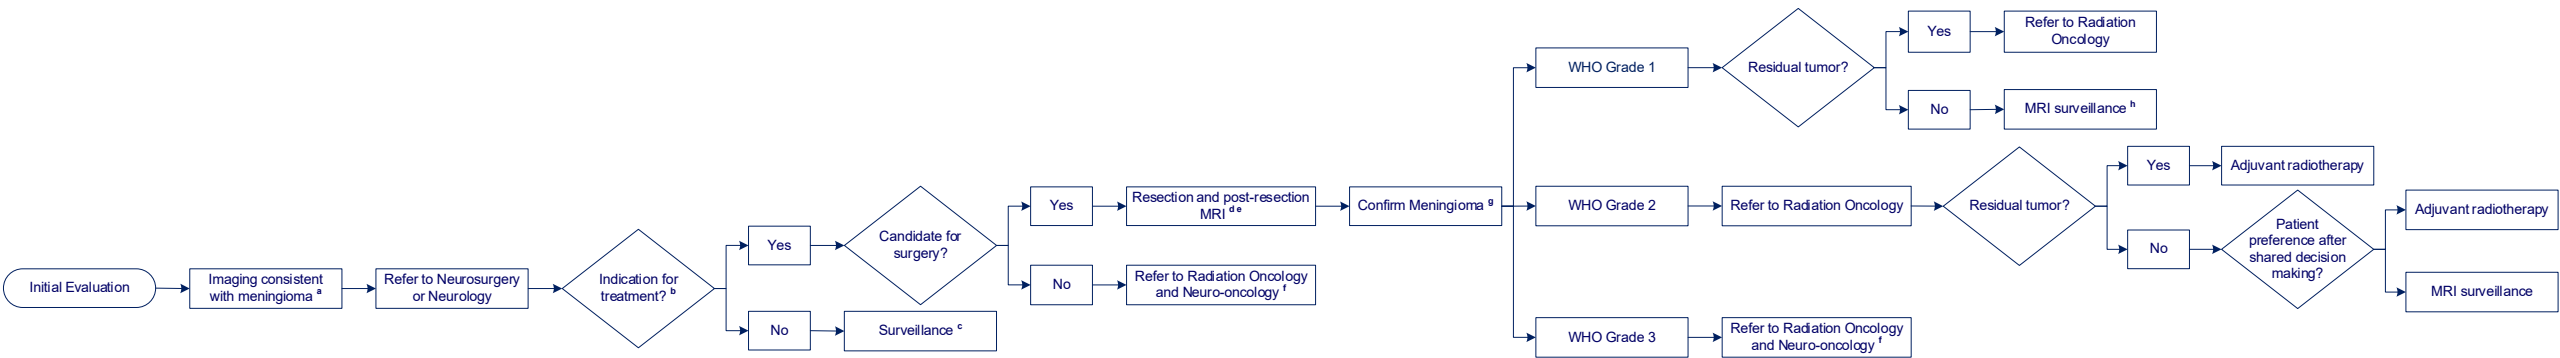 Initial Evaluation
Imaging consistent
with meningioma a
Refer to Neurosurgery
or Neurology
Indication for
treatment? b
Yes
No
Surveillance c
Candidate for
surgery?
Yes
No
Refer to Radiation Oncology
and Neuro-oncology f
Resection and post-resection
MRI d e
Confirm Meningioma g
WHO Grade 1
Residual tumor?
Yes
Refer to Radiation
Oncology
No
MRI surveillance h
WHO Grade 2
Refer to Radiation Oncology
Residual tumor?
Yes
Adjuvant radiotherapy
No
Patient
preference after
shared decision
making?
Adjuvant radiotherapy
MRI surveillance
WHO Grade 3
Refer to Radiation Oncology
and Neuro-oncology f